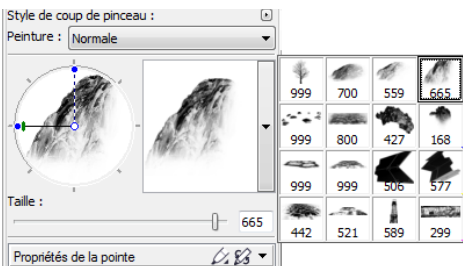 Style de coup de pinceau :
Peinture : Normale
999 700 559 665
999 800 427 168
999 999 506 577
Taille :
665
442 521 589 299
Propriétés de la pointe